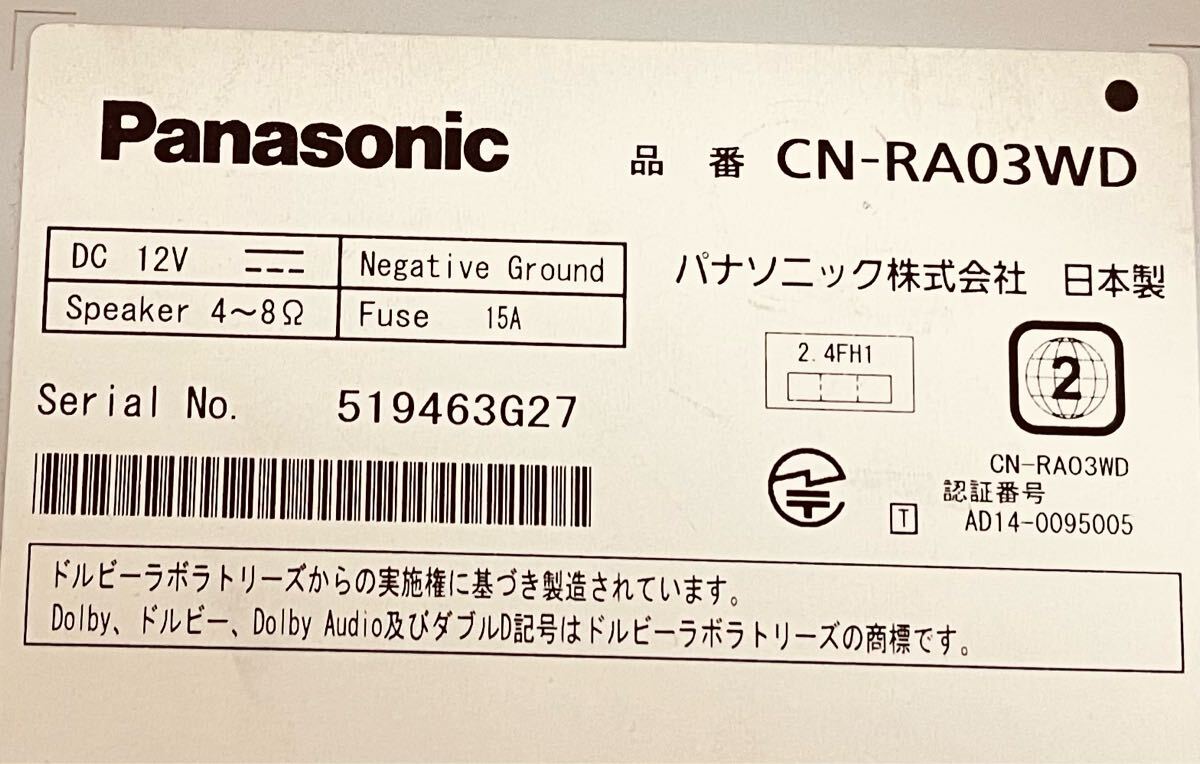 Panasonic
品 番 CN-RA03WD
DC 12V
Negative Ground
Speaker 4～8Ω
Fuse 15A
パナソニック株式会社 日本製
2.4FH1
2
Serial No. 519463G27
CN-RA03WD
認証番号
T AD14-0095005
ドルビーラボラトリーズからの実施権に基づき製造されています。
Dolby、ドルビー、Dolby Audio及びダブルD記号はドルビーラボラトリーズの商標です。